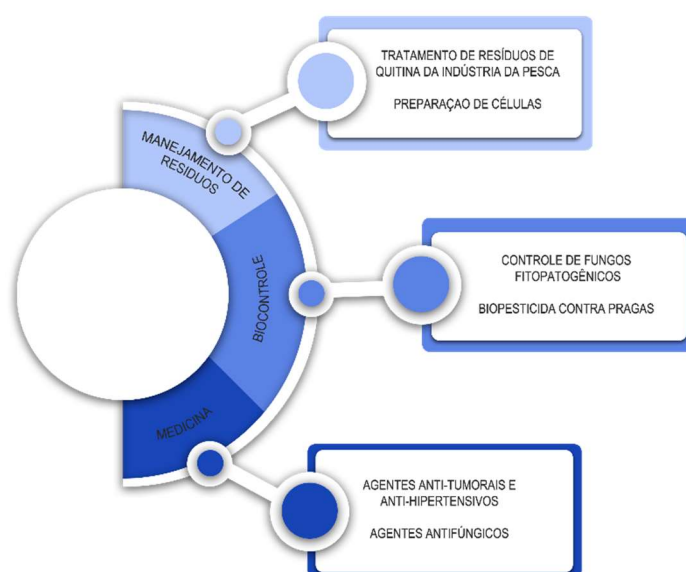 TRATAMENTO DE RESÍDUOS DE
QUITINA DA INDÚSTRIA DA PESCA
PREPARAÇAO DE CÉLULAS
MANEJAMENTO DE
RESIDUOS
BIOCONTROLE
CONTROLE DE FUNGOS
FITOPATOGÊNICOS
BIOPESTICIDA CONTRA PRAGAS
MEDICINA
AGENTES ANTI-TUMORAIS E
ANTI-HIPERTENSIVOS
AGENTES ANTIFÚNGICOS